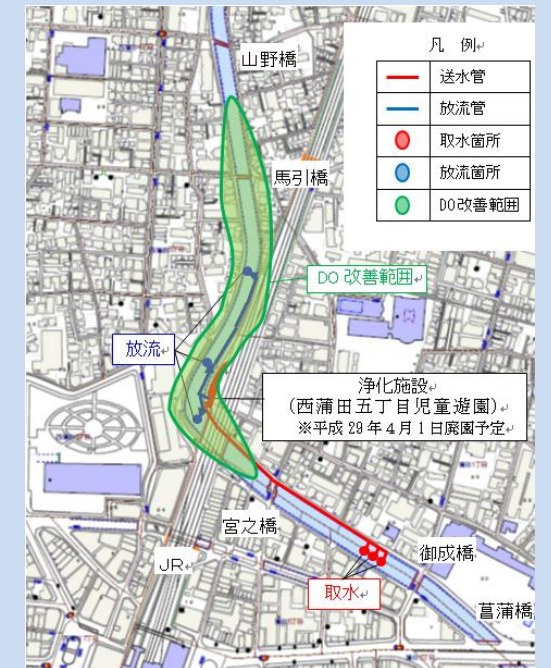 山野橋
凡 例
送水管
放流管
取水箇所
放流箇所
DO改善範囲
馬引橋
DO 改善範囲
放流
浄化施設
(西蒲田五丁目児童遊園)
※平成 29 年 4 月 1 日廃園予定
宮之橋
JR
御成橋
取水
菖蒲橋